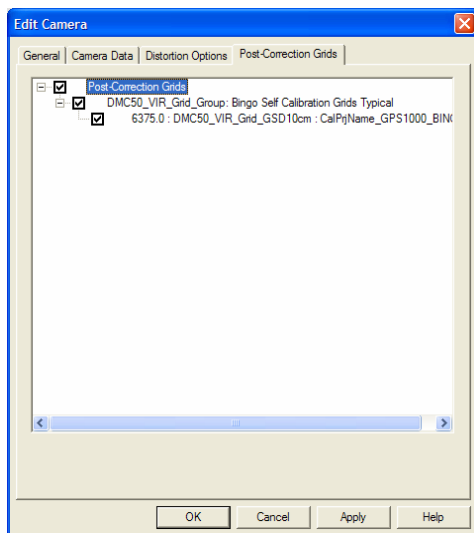 Edit Camera
General Camera Data Distortion Options Post-Correction Grids
Post-Correction Grids
DMC50_VIR_Grid_Group: Bingo Self Calibration Grids Typical
6375.0 : DMC50_VIR_Grid_GSD10cm : CalPrjName_GPS1000_BIN
OK Cancel Apply Help